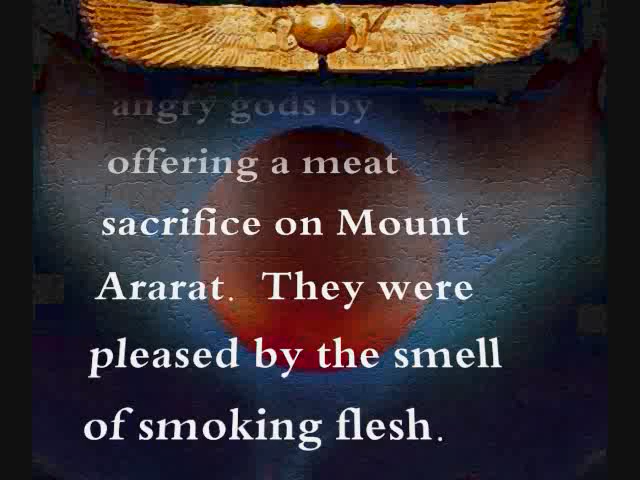 angry gods by
offering a meat
sacrifice on Mount
Ararat.  They were
pleased by the smell
of smoking flesh.